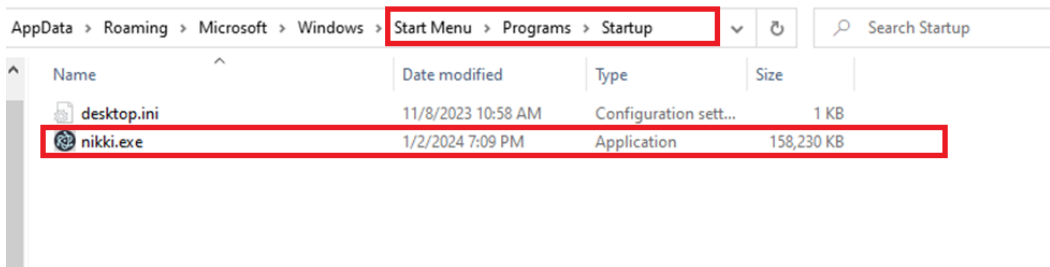 AppData > Roaming > Microsoft > Windows > Start Menu > Programs > Startup Search Startup
Name Date modified Type Size
desktop.ini 11/8/2023 10:58 AM Configuration sett... 1 KB
nikki.exe 1/2/2024 7:09 PM Application 158,230 KB